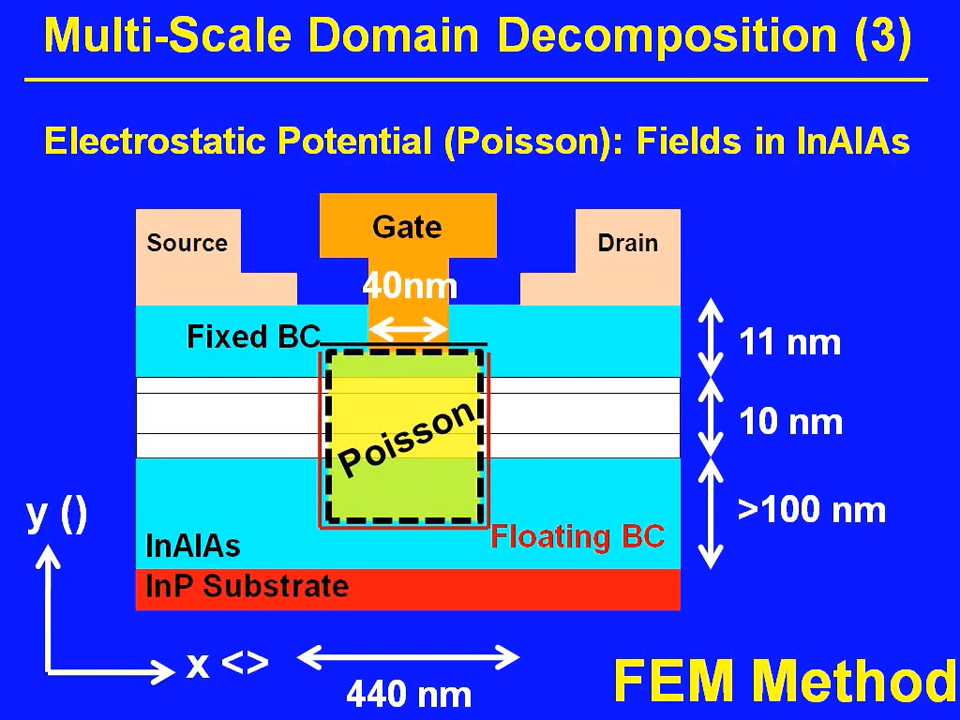 Multi-Scale Domain Decomposition (3)
Electrostatic Potential (Poisson): Fields in InAlAs
Source
Gate
Drain
40nm
Fixed BC
11 nm
Poisson
10 nm
y ()
>100 nm
InAlAs
Floating BC
InP Substrate
x <>
440 nm
FEM Method